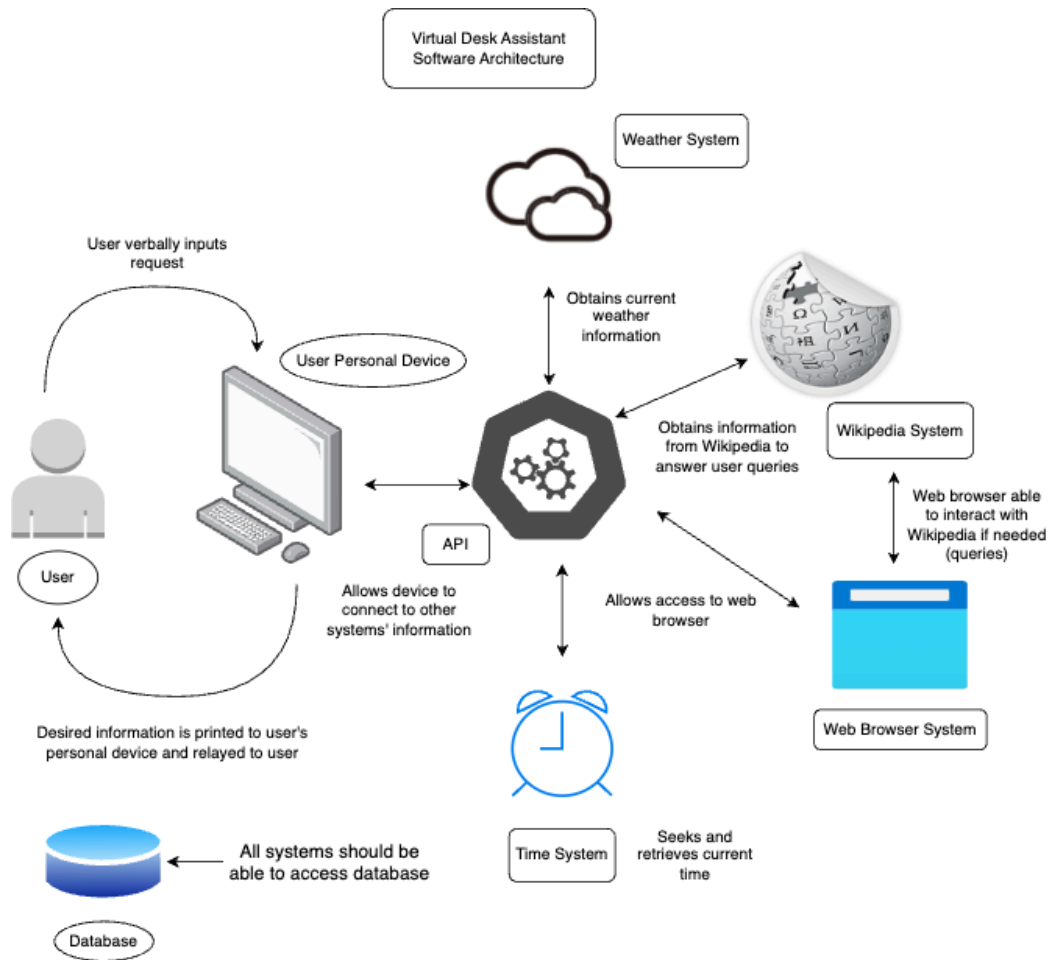 Virtual Desk Assistant
Software Architecture
Weather System
User verbally inputs
request
Obtains current
weather
information
User Personal Device
Wikipedia System
Obtains information
from Wikipedia to
answer user queries
Web browser able
to interact with
Wikipedia if needed
(queries)
API
User
Allows device to
connect to other
systems' information
Allows access to web
browser
Web Browser System
Desired information is printed to user's
personal device and relayed to user
Time System
Seeks and
retrieves current
time
All systems should be
able to access database
Database